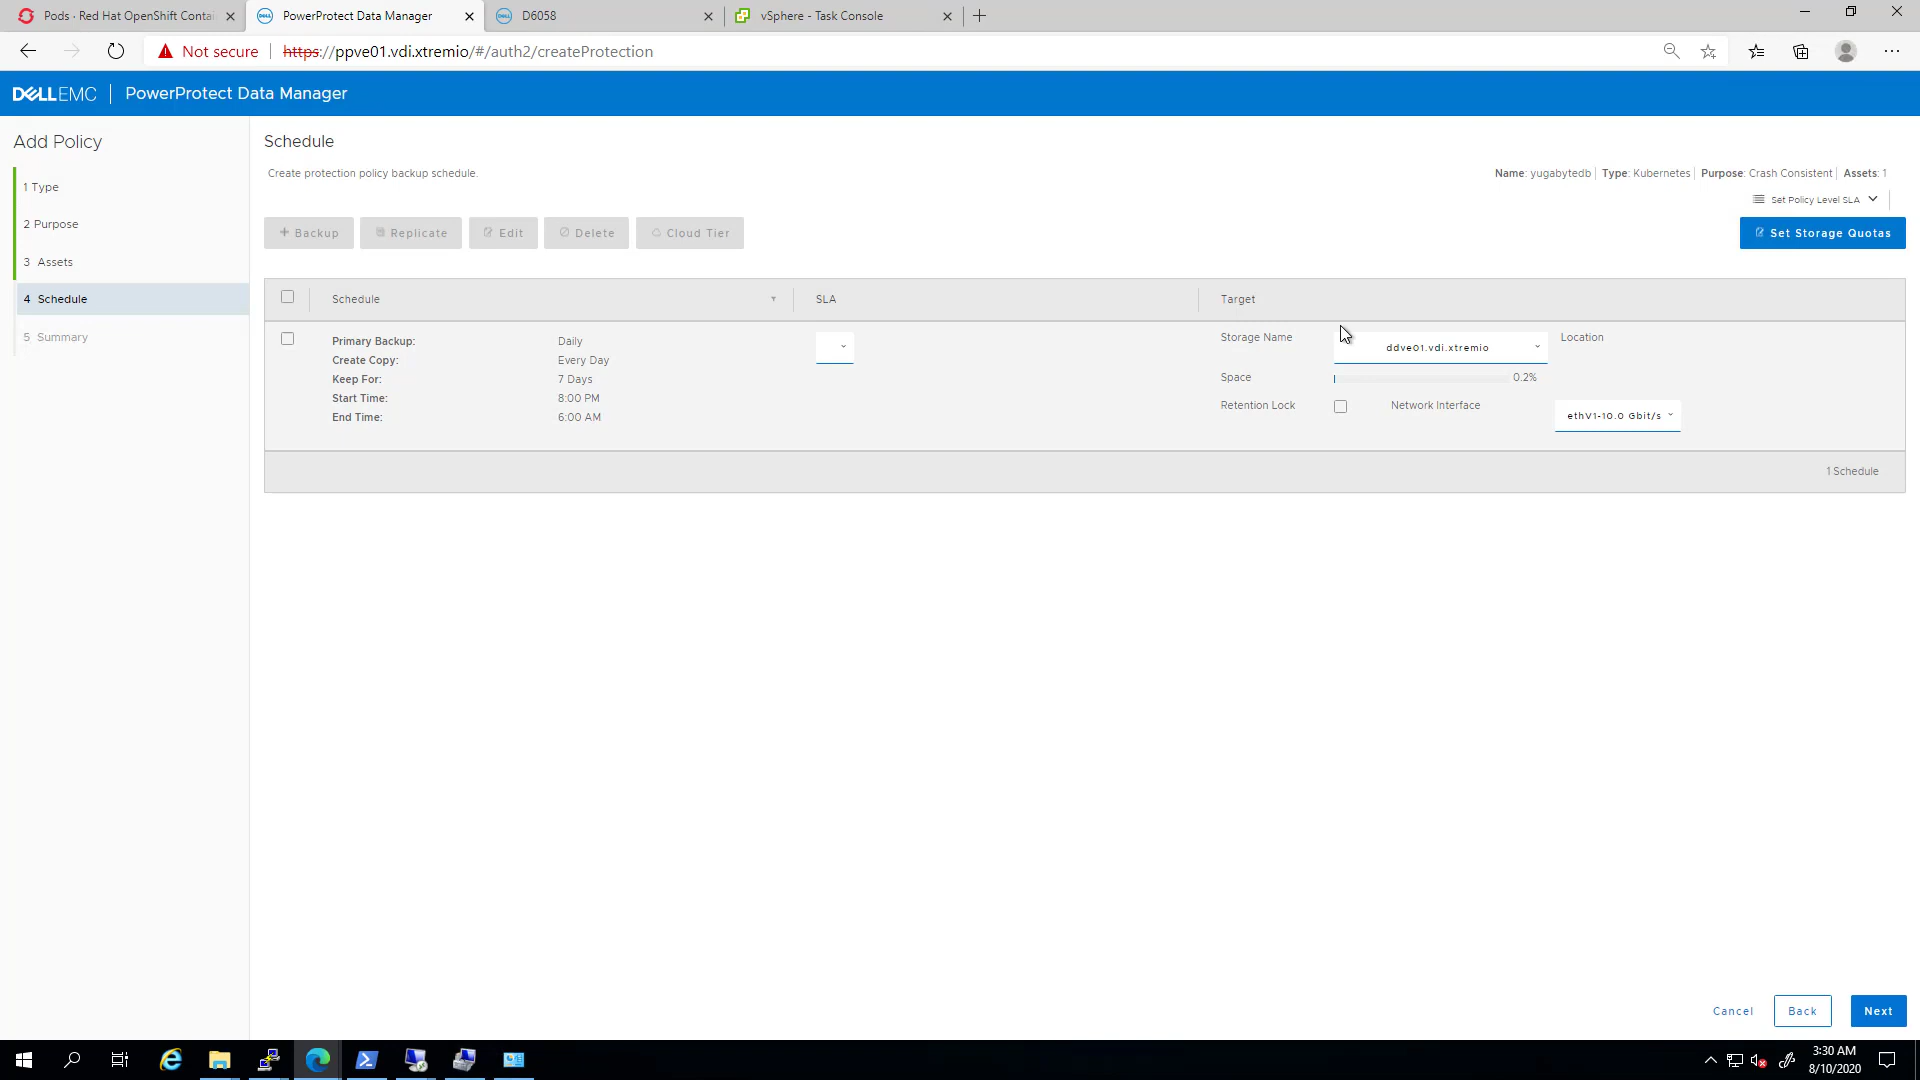 Pods · Red Hat OpenShift Contai
PowerProtect Data Manager
D6058
vSphere - Task Console
Not secure
https://ppve01.vdi.xtremio/#/auth2/createProtection
DELLEMC
PowerProtect Data Manager
Add Policy
1 Type
2 Purpose
3 Assets
4 Schedule
5 Summary
Schedule
Create protection policy backup schedule.
Name: yugabytedb
Type: Kubernetes
Purpose: Crash Consistent
Assets: 1
Set Policy Level SLA
Backup
Replicate
Edit
Delete
Cloud Tier
Set Storage Quotas
Schedule
SLA
Target
Primary Backup: Daily
Create Copy: Every Day
Keep For: 7 Days
Start Time: 8:00 PM
End Time: 6:00 AM
Storage Name
ddve01.vdi.xtremio
Location
Space
0.2%
Retention Lock
Network Interface
ethV1-10.0 Gbit/s
1 Schedule
Cancel
Back
Next
3:30 AM
8/10/2020